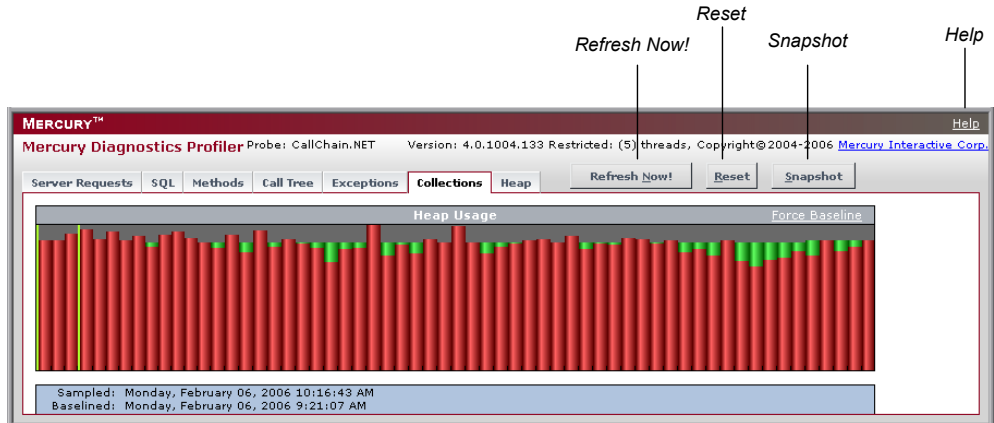 Reset
Refresh Now!
Snapshot
Help
MERCURY™ Help
Mercury Diagnostics Profiler Probe: CallChain.NET Version: 4.0.1004.133 Restricted: (5) threads, Copyright©2004-2006 Mercury Interactive Corp.
Server Requests SQL Methods Call Tree Exceptions Collections Heap Refresh Now! Reset Snapshot
Heap Usage Force Baseline
Sampled: Monday, February 06, 2006 10:16:43 AM
Baselined: Monday, February 06, 2006 9:21:07 AM